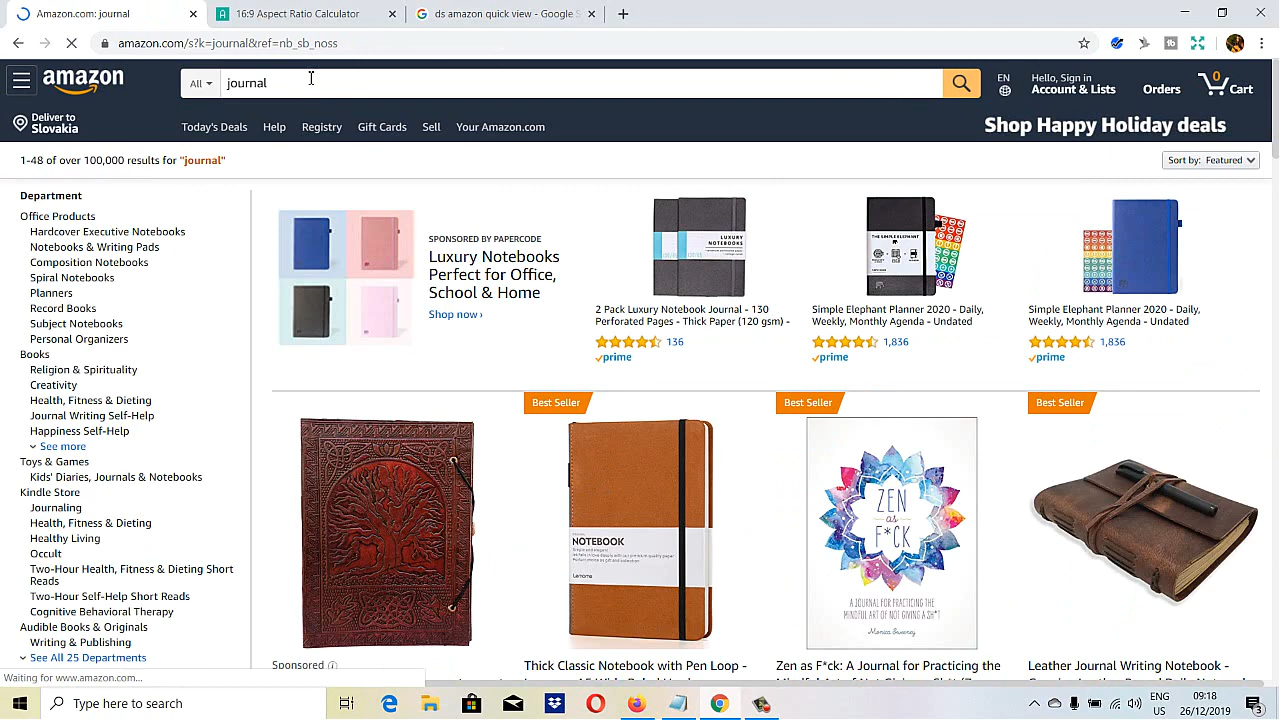 Amazon.com: journal
16:9 Aspect Ratio Calculator
ds amazon quick view - Google S
amazon.com/s?k=journal&ref=nb_sb_noss
amazon
All
journal
EN
Hello, Sign in
Account & Lists
Orders
0
Cart
Deliver to
Slovakia
Today's Deals
Help
Registry
Gift Cards
Sell
Your Amazon.com
Shop Happy Holiday deals
1-48 of over 100,000 results for "journal"
Sort by: Featured
Department
Office Products
Hardcover Executive Notebooks
Notebooks & Writing Pads
Composition Notebooks
Spiral Notebooks
Planners
Record Books
Subject Notebooks
Personal Organizers
Books
Religion & Spirituality
Creativity
Health, Fitness & Dieting
Journal Writing Self-Help
Happiness Self-Help
See more
Toys & Games
Kids' Diaries, Journals & Notebooks
Kindle Store
Journaling
Health, Fitness & Dieting
Healthy Living
Occult
Two-Hour Health, Fitness & Dieting Short
Reads
Two-Hour Self-Help Short Reads
Cognitive Behavioral Therapy
Audible Books & Originals
Writing & Publishing
See All 25 Departments
SPONSORED BY PAPERCODE
Luxury Notebooks
Perfect for Office,
School & Home
Shop now ›
LUXURY
NOTEBOOKS
2 Pack Luxury Notebook Journal - 130
Perforated Pages - Thick Paper (120 gsm) -
136
prime
THE SIMPLE ELEPHANT
Simple Elephant Planner 2020 - Daily,
Weekly, Monthly Agenda - Undated
1,836
prime
Simple Elephant Planner 2020 - Daily,
Weekly, Monthly Agenda - Undated
1,836
prime
Best Seller
Best Seller
Best Seller
NOTEBOOK
Lemome
ZEN
as
F*CK
A JOURNAL FOR PRACTICING THE
MINDFUL ART OF NOT GIVING A SH*T
Monica Sweeney
Sponsored
Thick Classic Notebook with Pen Loop -
Zen as F*ck: A Journal for Practicing the
Leather Journal Writing Notebook -
Waiting for www.amazon.com...
Type here to search
ENG
US
09:18
26/12/2019
3